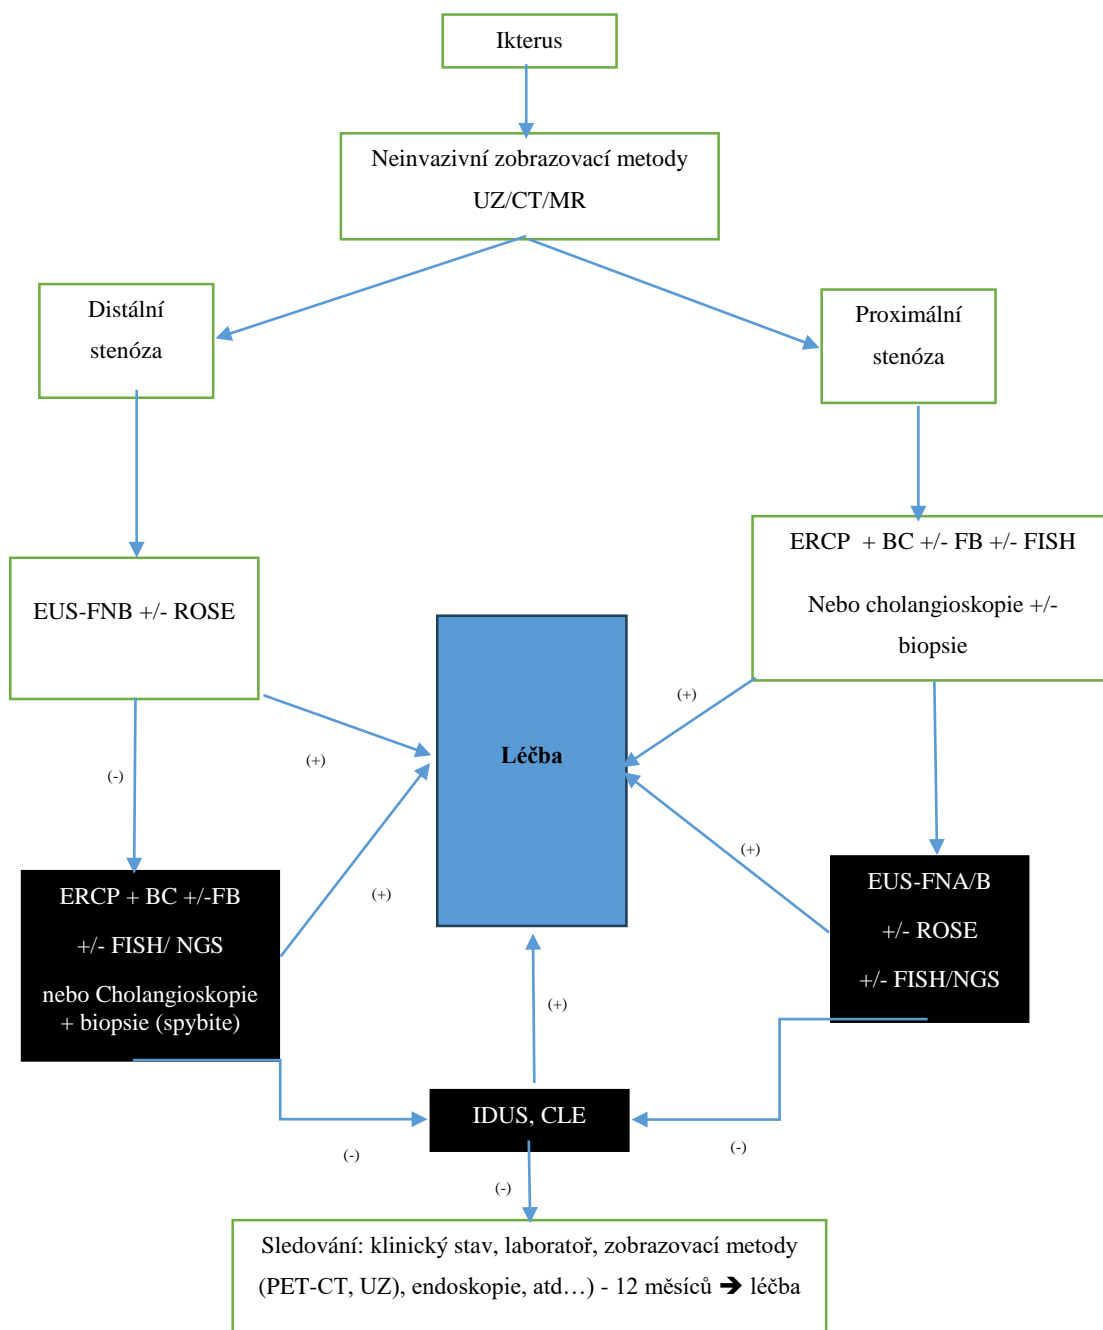 Ikterus
Neinvazivní zobrazovací metody
UZ/CT/MR
Distální
stenóza
Proximální
stenóza
ERCP + BC +/- FB +/- FISH
Nebo cholangioskopie +/-
biopsie
EUS-FNB +/- ROSE
(+)
Léčba
(+)
(-)
(+)
(+)
ERCP + BC +/-FB
+/- FISH/ NGS
nebo Cholangioskopie
+ biopsie (spybite)
EUS-FNA/B
+/- ROSE
+/- FISH/NGS
(+)
IDUS, CLE
(-)
(-)
(-)
Sledování: klinický stav, laboratoř, zobrazovací metody
(PET-CT, UZ), endoskopie, atd…) - 12 měsíců ➔ léčba